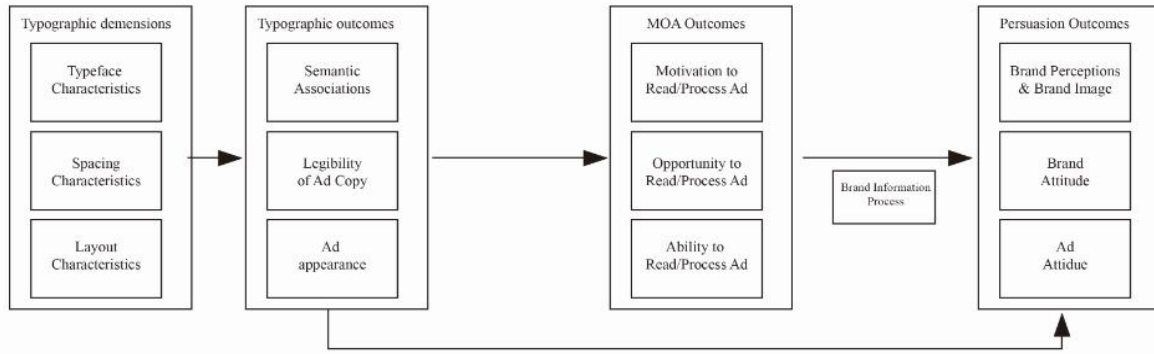 Typographic demensions
Typeface
Characteristics
Spacing
Characteristics
Layout
Characteristics
Typographic outcomes
Semantic
Associations
Legibility
of Ad Copy
Ad
appearance
MOA Outcomes
Motivation to
Read/Process Ad
Opportunity to
Read/Process Ad
Ability to
Read/Process Ad
Brand Information
Process
Persuasion Outcomes
Brand Perceptions
& Brand Image
Brand
Attitude
Ad
Attidue